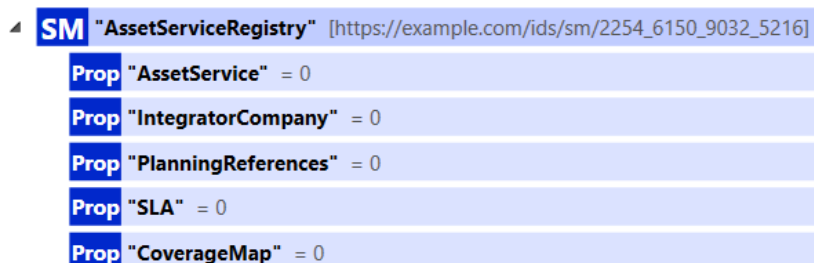 SM "AssetServiceRegistry" [https://example.com/ids/sm/2254_6150_9032_5216]
Prop "AssetService" = 0
Prop "IntegratorCompany" = 0
Prop "PlanningReferences" = 0
Prop "SLA" = 0
Prop "CoverageMap" = 0